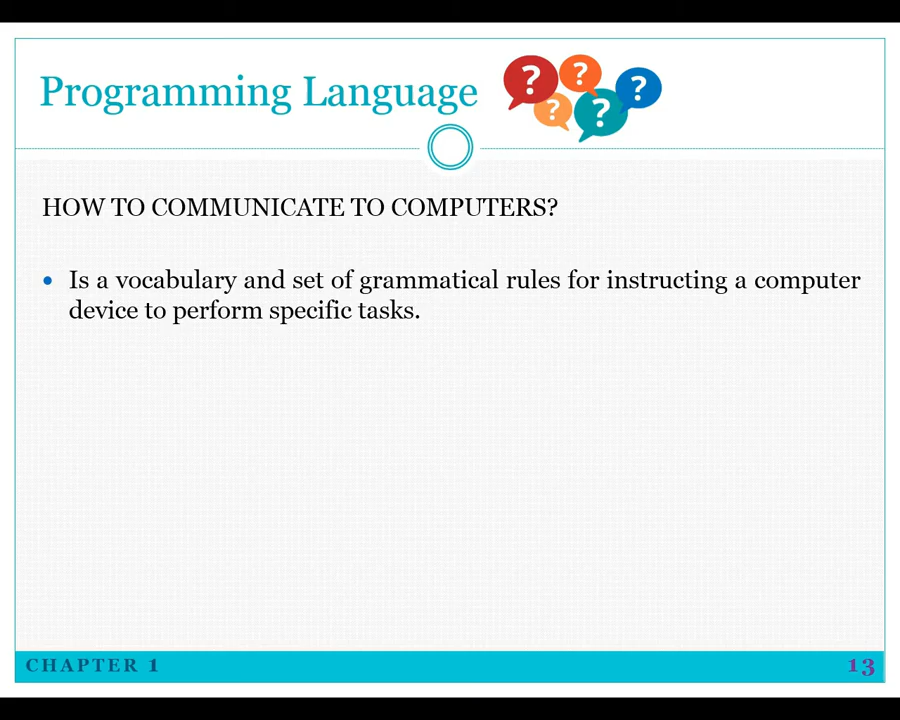 Programming Language
? ? ? ? ?
HOW TO COMMUNICATE TO COMPUTERS?
• Is a vocabulary and set of grammatical rules for instructing a computer
device to perform specific tasks.
CHAPTER 1
13